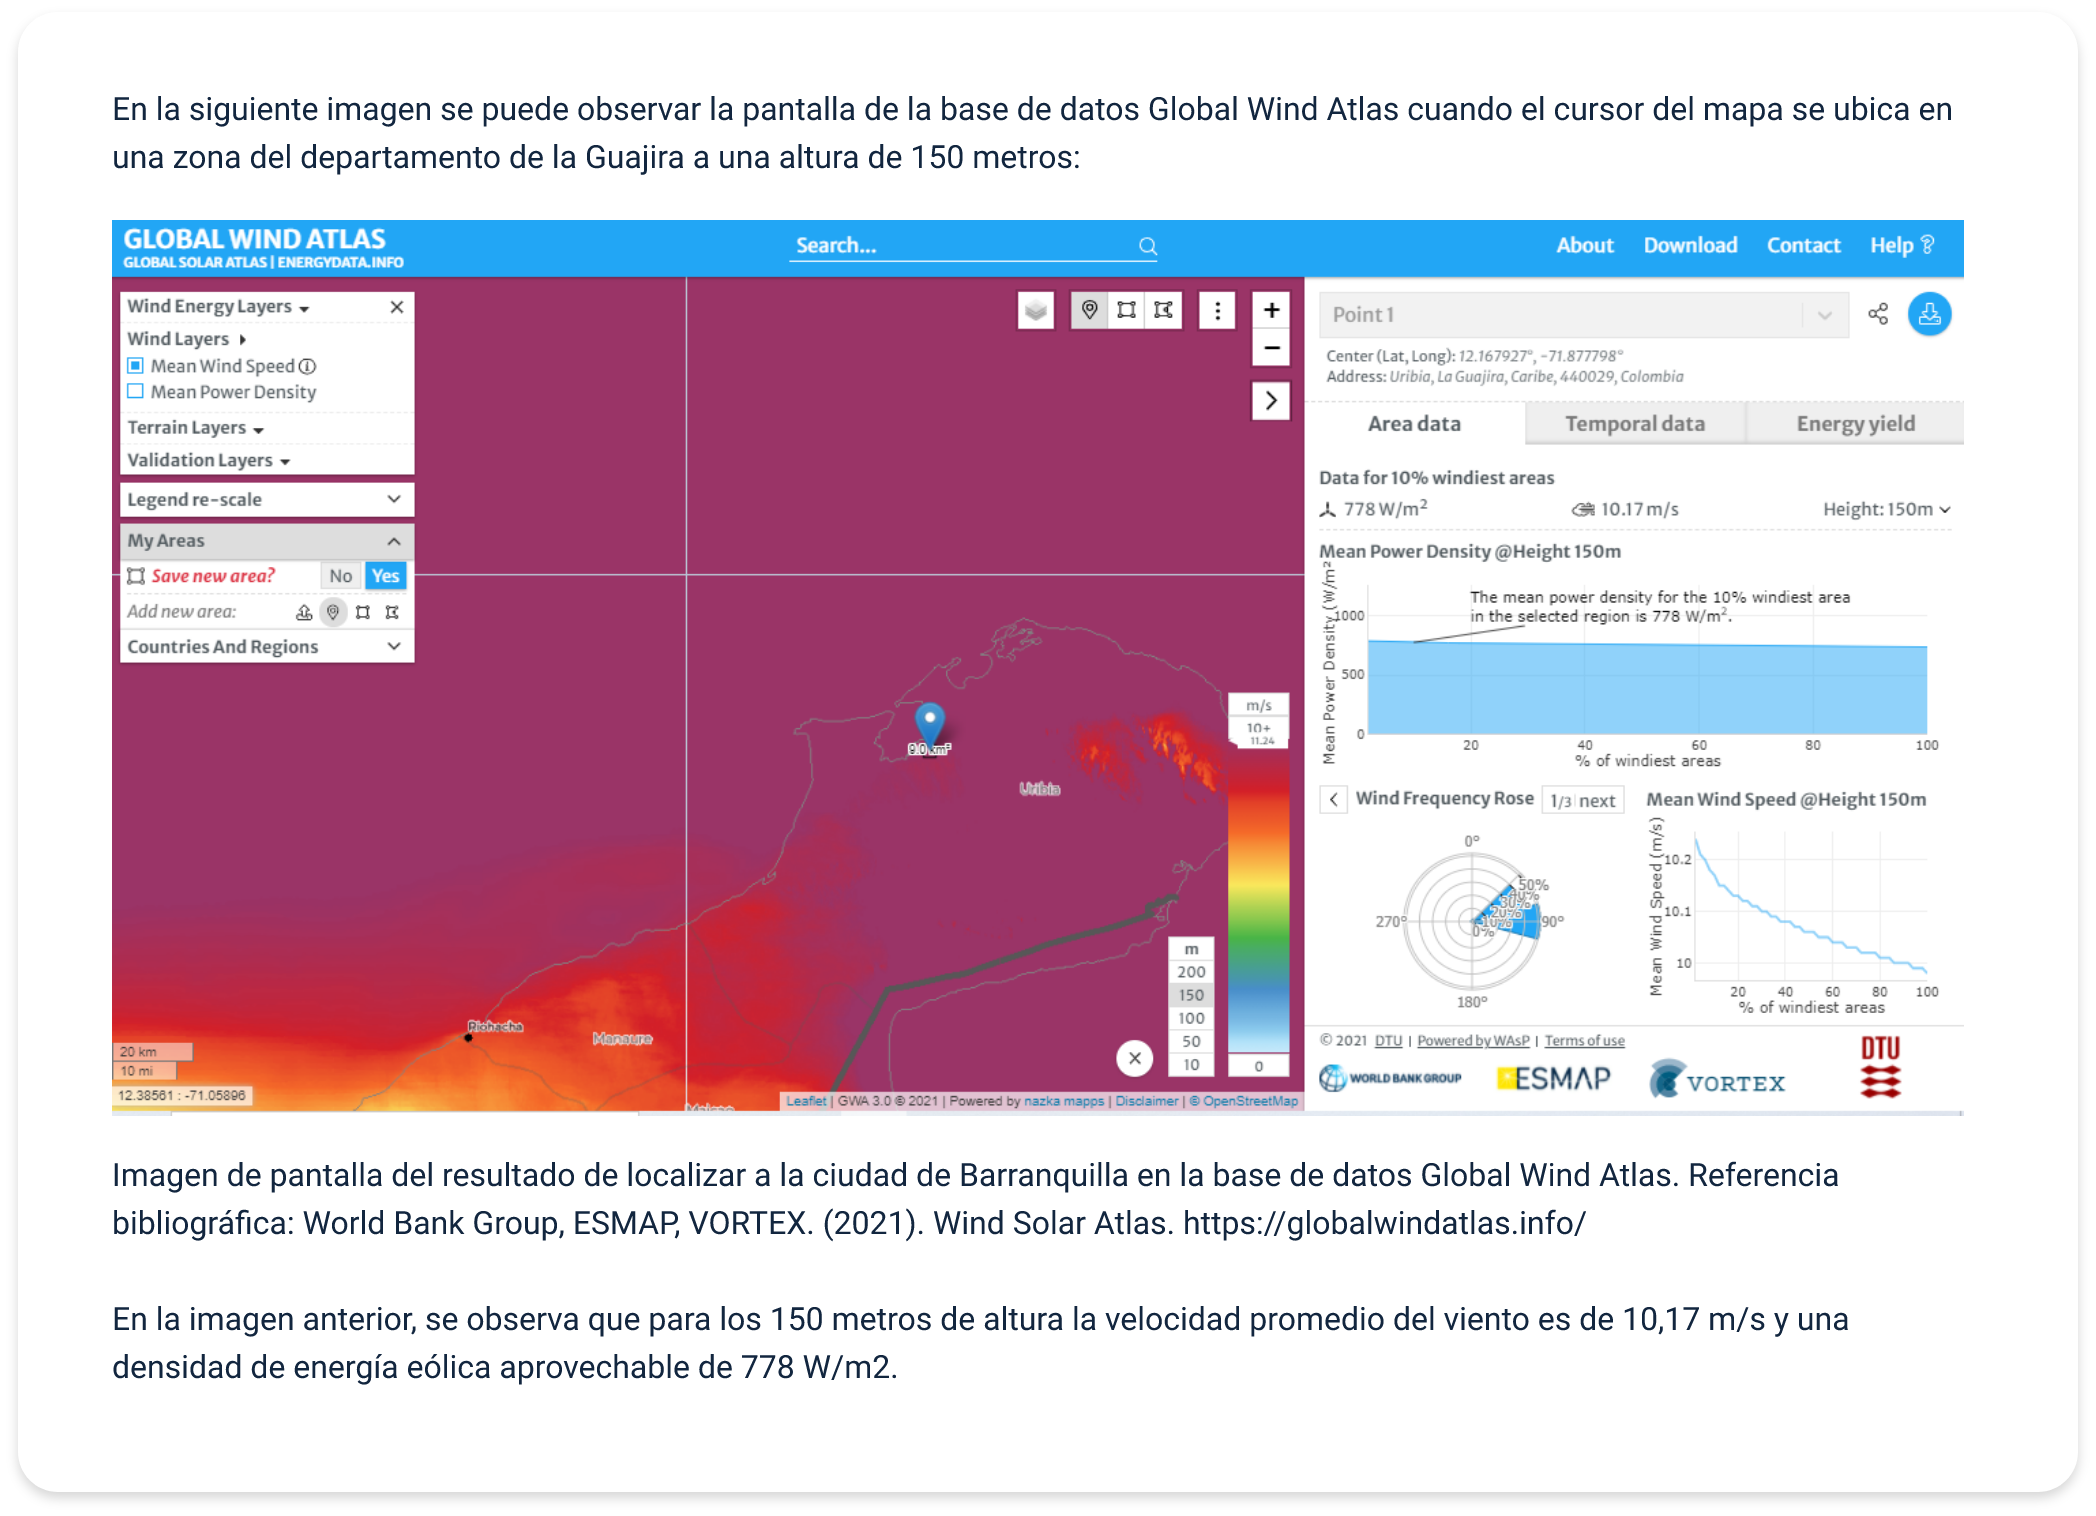 En la siguiente imagen se puede observar la pantalla de la base de datos Global Wind Atlas cuando el cursor del mapa se ubica en
una zona del departamento de la Guajira a una altura de 150 metros:
GLOBAL WIND ATLAS
GLOBAL SOLAR ATLAS | ENERGYDATA.INFO
Search...
About Download Contact Help
Wind Energy Layers
Wind Layers
Mean Wind Speed
Mean Power Density
Terrain Layers
Validation Layers
Legend re-scale
My Areas
Save new area? No Yes
Add new area:
Countries And Regions
+
−
9.0 km²
Uribia
Riohacha
Manaure
Maicao
m/s
10+
11.24
0
m
200
150
100
50
10
20 km
10 mi
12.38561 : -71.05896
Leaflet | GWA 3.0 © 2021 | Powered by nazka mapps | Disclaimer | © OpenStreetMap
Point 1
Center (Lat, Long): 12.167927°, -71.877798°
Address: Uribia, La Guajira, Caribe, 440029, Colombia
Area data Temporal data Energy yield
Data for 10% windiest areas
778 W/m² 10.17 m/s Height: 150m
Mean Power Density @Height 150m
Mean Power Density (W/m²
The mean power density for the 10% windiest area
in the selected region is 778 W/m².
1000
500
0
20 40 60 80 100
% of windiest areas
Wind Frequency Rose 1/3 next
0°
50%
40%
30%
20%
10%
0%
270° 90°
180°
Mean Wind Speed @Height 150m
Mean Wind Speed (m/s)
10.2
10.1
10
20 40 60 80 100
% of windiest areas
© 2021 DTU | Powered by WAsP | Terms of use
WORLD BANK GROUP ESMAP VORTEX DTU
Imagen de pantalla del resultado de localizar a la ciudad de Barranquilla en la base de datos Global Wind Atlas. Referencia
bibliográfica: World Bank Group, ESMAP, VORTEX. (2021). Wind Solar Atlas. https://globalwindatlas.info/
En la imagen anterior, se observa que para los 150 metros de altura la velocidad promedio del viento es de 10,17 m/s y una
densidad de energía eólica aprovechable de 778 W/m2.